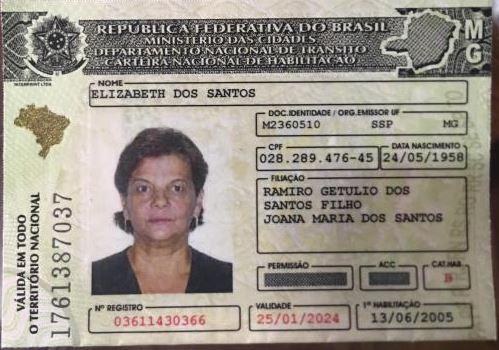 REPÚBLICA FEDERATIVA DO BRASIL
MINISTÉRIO DAS CIDADES
DEPARTAMENTO NACIONAL DE TRÂNSITO
CARTEIRA NACIONAL DE HABILITAÇÃO
MG
INTERPRINT LTDA
NOME
ELIZABETH DOS SANTOS
DOC. IDENTIDADE / ORG. EMISSOR UF
M2360510 SSP MG
CPF DATA NASCIMENTO
028.289.476-45 24/05/1958
FILIAÇÃO
RAMIRO GETULIO DOS
SANTOS FILHO
JOANA MARIA DOS SANTOS
PERMISSÃO ACC CAT.HAB
B
Nº REGISTRO VALIDADE 1ª HABILITAÇÃO
03611430366 25/01/2024 13/06/2005
VÁLIDA EM TODO
O TERRITÓRIO NACIONAL
1761387037